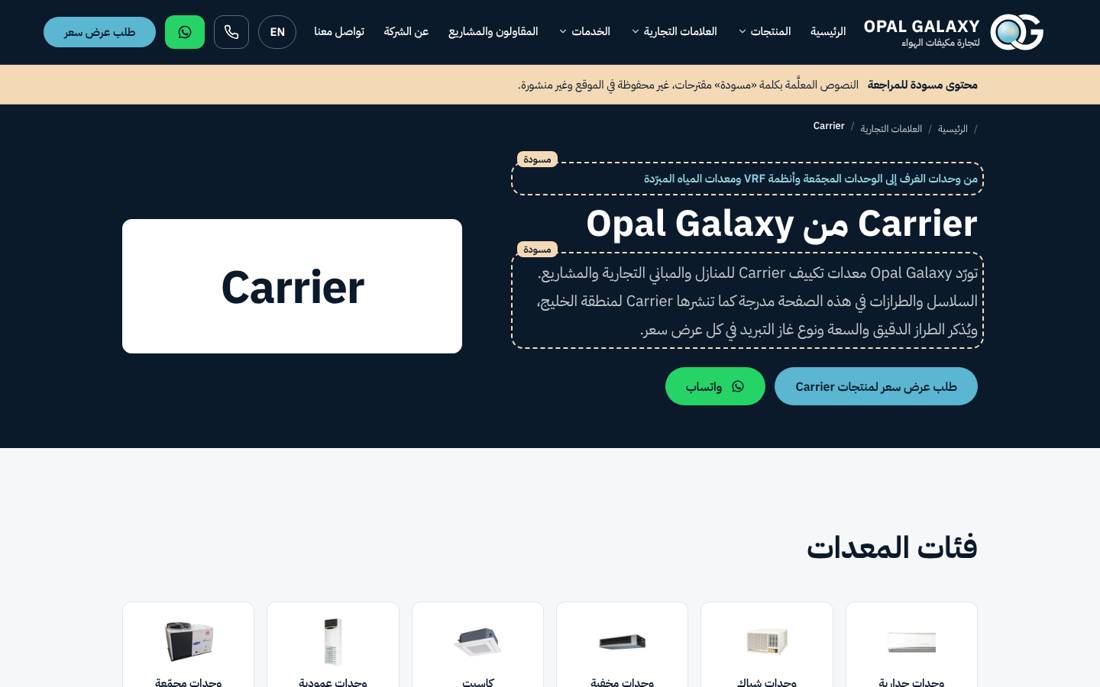 OPAL GALAXY
لتجارة مكيفات الهواء
الرئيسية
المنتجات
العلامات التجارية
الخدمات
المقاولون والمشاريع
عن الشركة
تواصل معنا
EN
طلب عرض سعر
محتوى مسودة للمراجعة النصوص المعلَّمة بكلمة «مسودة» مقترحات، غير محفوظة في الموقع وغير منشورة.
/ الرئيسية / العلامات التجارية / Carrier
مسودة
من وحدات الغرف إلى الوحدات المجمّعة وأنظمة VRF ومعدات المياه المبرّدة
Carrier من Opal Galaxy
مسودة
تورّد Opal Galaxy معدات تكييف Carrier للمنازل والمباني التجارية والمشاريع.
السلاسل والطرازات في هذه الصفحة مدرجة كما تنشرها Carrier لمنطقة الخليج،
ويُذكر الطراز الدقيق والسعة ونوع غاز التبريد في كل عرض سعر.
طلب عرض سعر لمنتجات Carrier
واتساب
Carrier
فئات المعدات
وحدات جدارية
وحدات شباك
وحدات مخفية
كاسيت
وحدات عمودية
وحدات مجمّعة